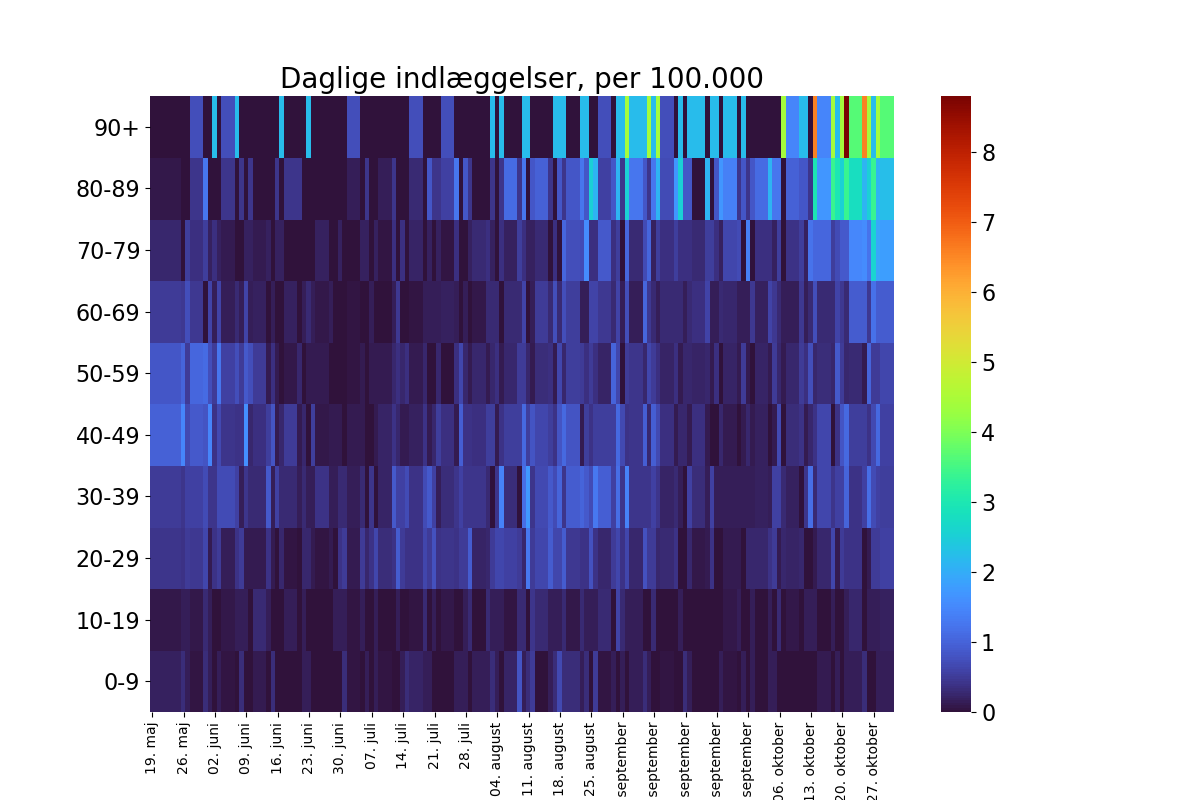 Daglige indlæggelser, per 100.000
90+
80-89
70-79
60-69
50-59
40-49
30-39
20-29
10-19
0-9
8
7
6
5
4
3
2
1
0
19. maj
26. maj
02. juni
09. juni
16. juni
23. juni
30. juni
07. juli
14. juli
21. juli
28. juli
04. august
11. august
18. august
25. august
september
september
september
september
september
06. oktober
13. oktober
20. oktober
27. oktober